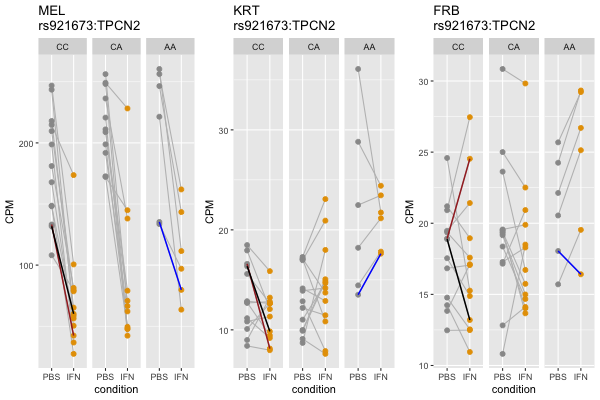 MEL
rs921673:TPCN2
CC CA AA
CPM
200
100
PBS IFN PBS IFN PBS IFN
condition
KRT
rs921673:TPCN2
CC CA AA
CPM
30
20
10
PBS IFN PBS IFN PBS IFN
condition
FRB
rs921673:TPCN2
CC CA AA
CPM
30
25
20
15
10
PBS IFN PBS IFN PBS IFN
condition